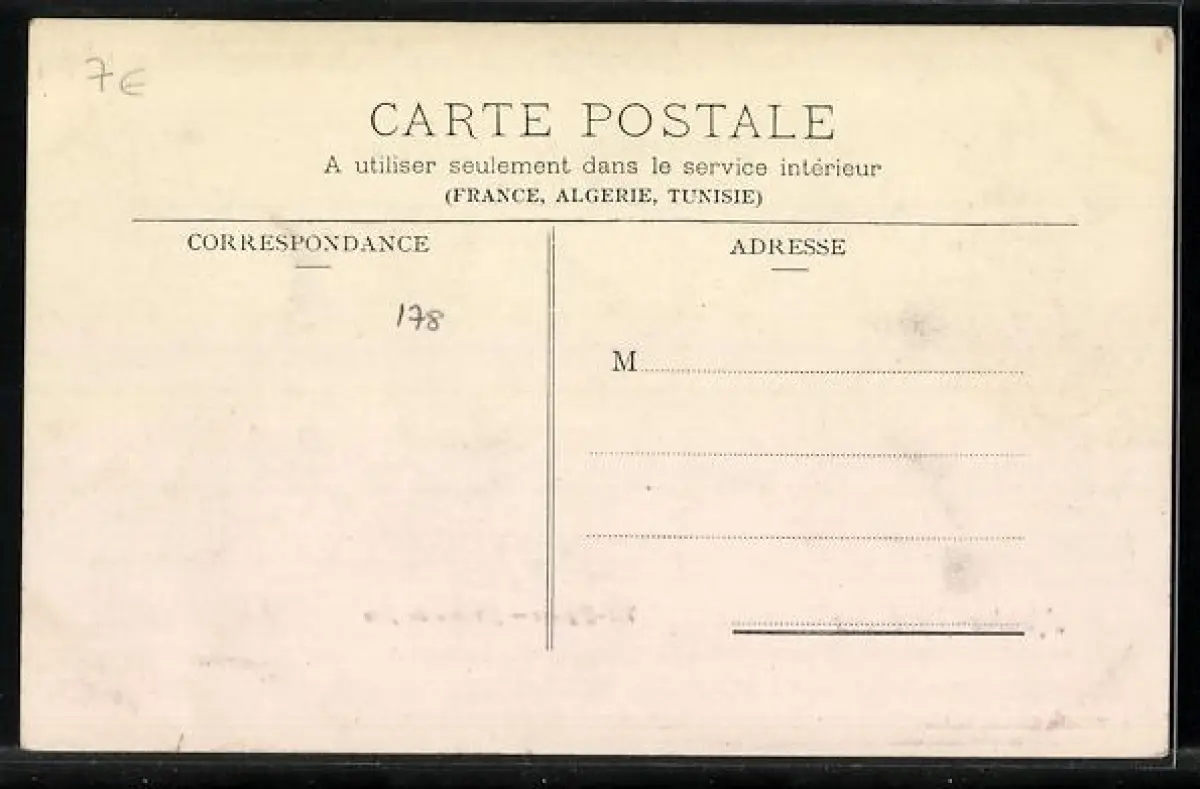 7€
CARTE POSTALE
A utiliser seulement dans le service intérieur
(FRANCE, ALGERIE, TUNISIE)
CORRESPONDANCE
ADRESSE
178
M